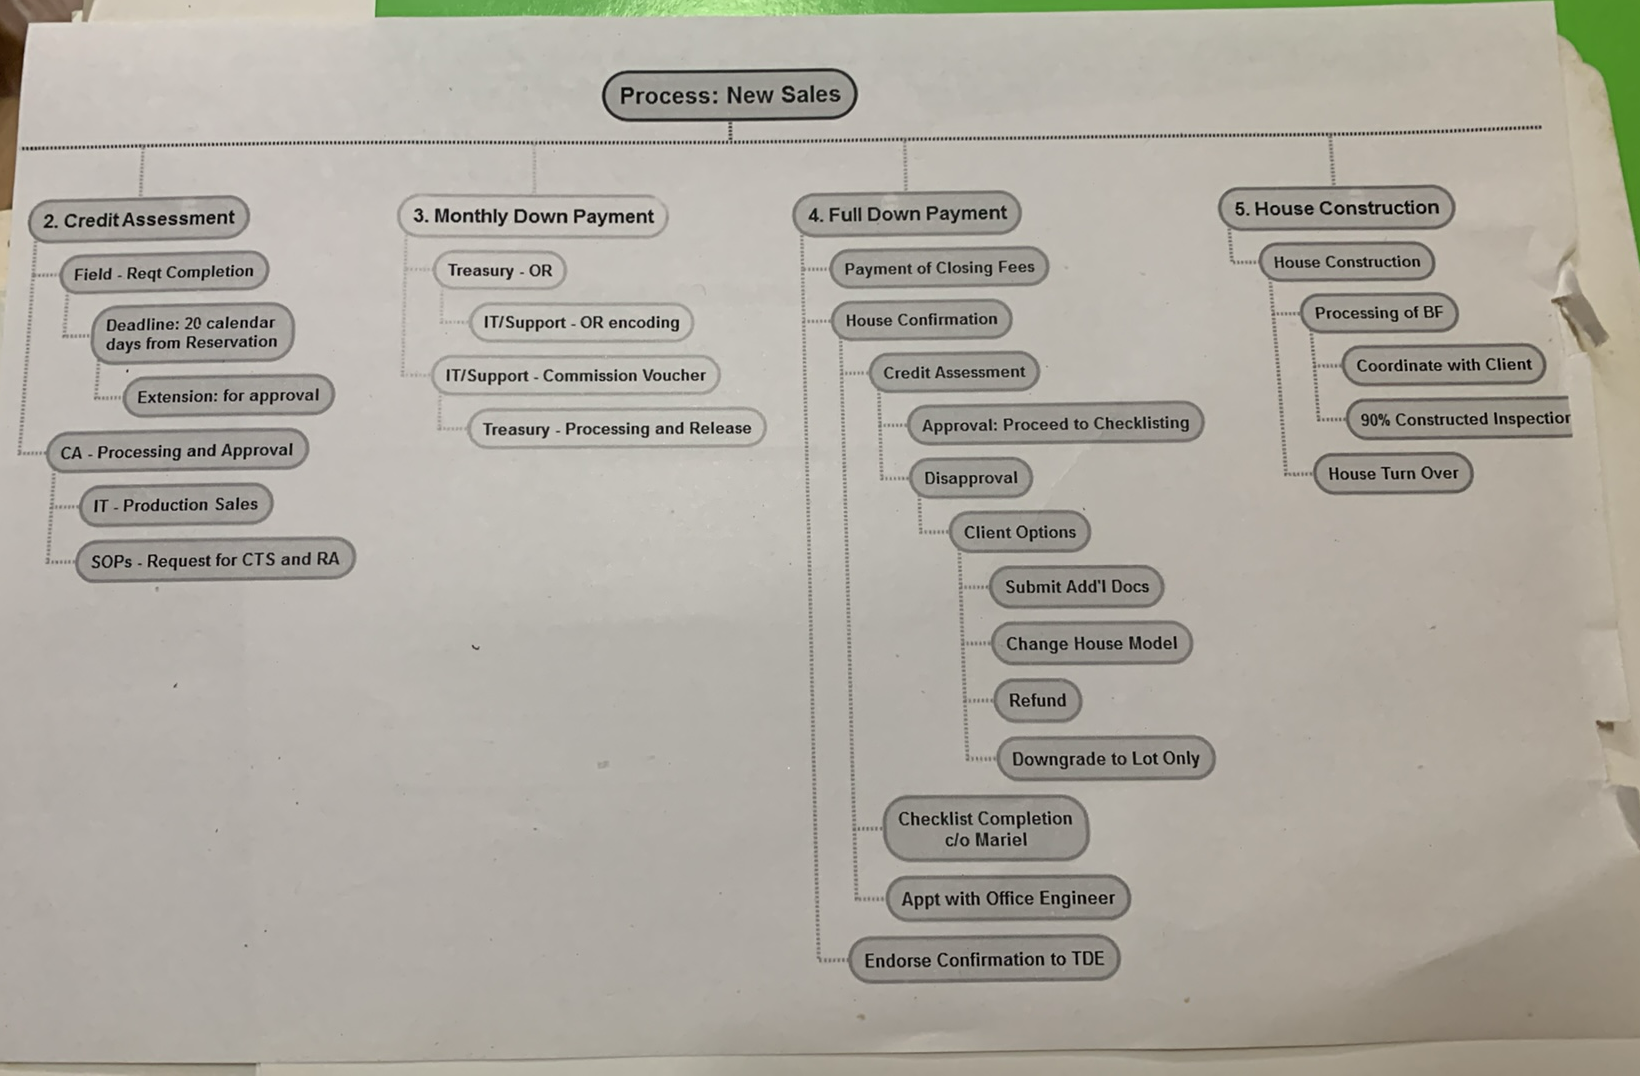 Process: New Sales
2. Credit Assessment
Field - Reqt Completion
Deadline: 20 calendar
days from Reservation
Extension: for approval
CA - Processing and Approval
IT - Production Sales
SOPs - Request for CTS and RA
3. Monthly Down Payment
Treasury - OR
IT/Support - OR encoding
IT/Support - Commission Voucher
Treasury - Processing and Release
4. Full Down Payment
Payment of Closing Fees
House Confirmation
Credit Assessment
Approval: Proceed to Checklisting
Disapproval
Client Options
Submit Add'l Docs
Change House Model
Refund
Downgrade to Lot Only
Checklist Completion
c/o Mariel
Appt with Office Engineer
Endorse Confirmation to TDE
5. House Construction
House Construction
Processing of BF
Coordinate with Client
90% Constructed Inspection
House Turn Over